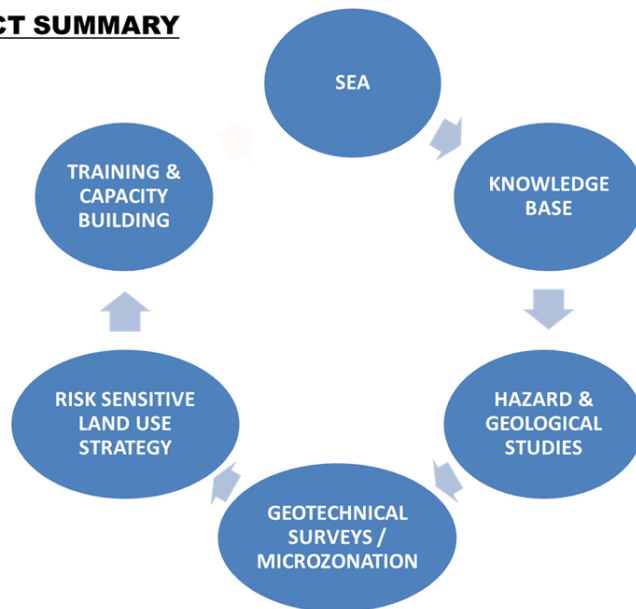 CT SUMMARY
SEA
KNOWLEDGE
BASE
HAZARD &
GEOLOGICAL
STUDIES
GEOTECHNICAL
SURVEYS /
MICROZONATION
RISK SENSITIVE
LAND USE
STRATEGY
TRAINING &
CAPACITY
BUILDING